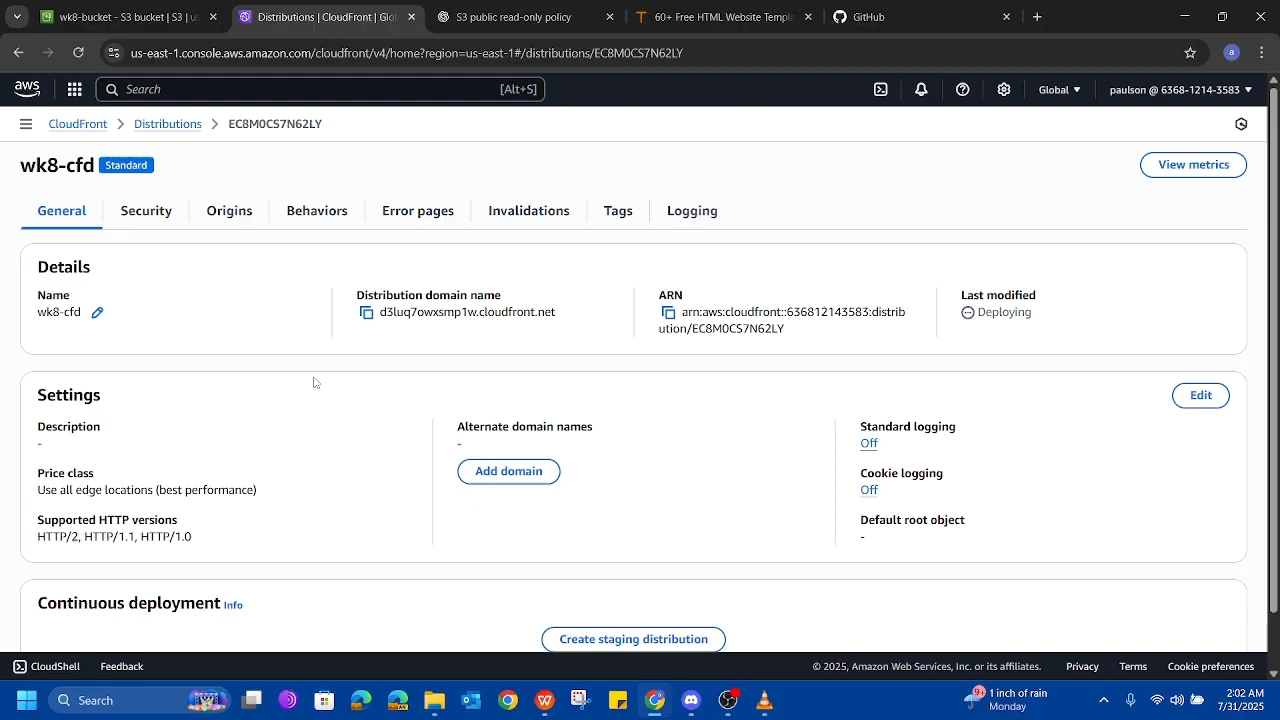 wk8-bucket - S3 bucket | S3 | us
Distributions | CloudFront | Glob
S3 public read-only policy
60+ Free HTML Website Templa
GitHub
us-east-1.console.aws.amazon.com/cloudfront/v4/home?region=us-east-1#/distributions/EC8M0CS7N62LY
a
aws
Search
[Alt+S]
Global
paulson @ 6368-1214-3583
CloudFront
Distributions
EC8M0CS7N62LY
wk8-cfd
Standard
View metrics
General
Security
Origins
Behaviors
Error pages
Invalidations
Tags
Logging
Details
Name
wk8-cfd
Distribution domain name
d3luq7owxsmp1w.cloudfront.net
ARN
arn:aws:cloudfront::636812143583:distrib
ution/EC8M0CS7N62LY
Last modified
Deploying
Settings
Edit
Description
-
Price class
Use all edge locations (best performance)
Supported HTTP versions
HTTP/2, HTTP/1.1, HTTP/1.0
Alternate domain names
-
Add domain
Standard logging
Off
Cookie logging
Off
Default root object
-
Continuous deployment Info
Create staging distribution
CloudShell
Feedback
© 2025, Amazon Web Services, Inc. or its affiliates.
Privacy
Terms
Cookie preferences
Search
9+
1 inch of rain
Monday
2:02 AM
7/31/2025